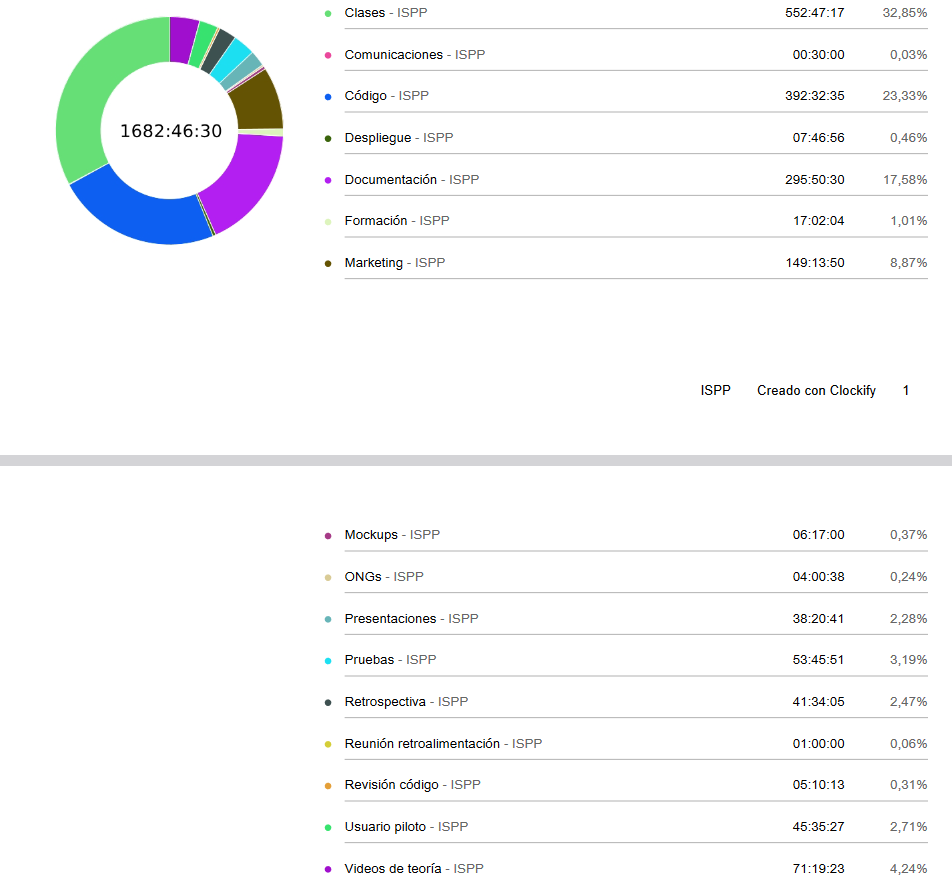 Clases - ISPP 552:47:17 32,85%
Comunicaciones - ISPP 00:30:00 0,03%
Código - ISPP 392:32:35 23,33%
1682:46:30
Despliegue - ISPP 07:46:56 0,46%
Documentación - ISPP 295:50:30 17,58%
Formación - ISPP 17:02:04 1,01%
Marketing - ISPP 149:13:50 8,87%
ISPP Creado con Clockify 1
Mockups - ISPP 06:17:00 0,37%
ONGs - ISPP 04:00:38 0,24%
Presentaciones - ISPP 38:20:41 2,28%
Pruebas - ISPP 53:45:51 3,19%
Retrospectiva - ISPP 41:34:05 2,47%
Reunión retroalimentación - ISPP 01:00:00 0,06%
Revisión código - ISPP 05:10:13 0,31%
Usuario piloto - ISPP 45:35:27 2,71%
Videos de teoría - ISPP 71:19:23 4,24%